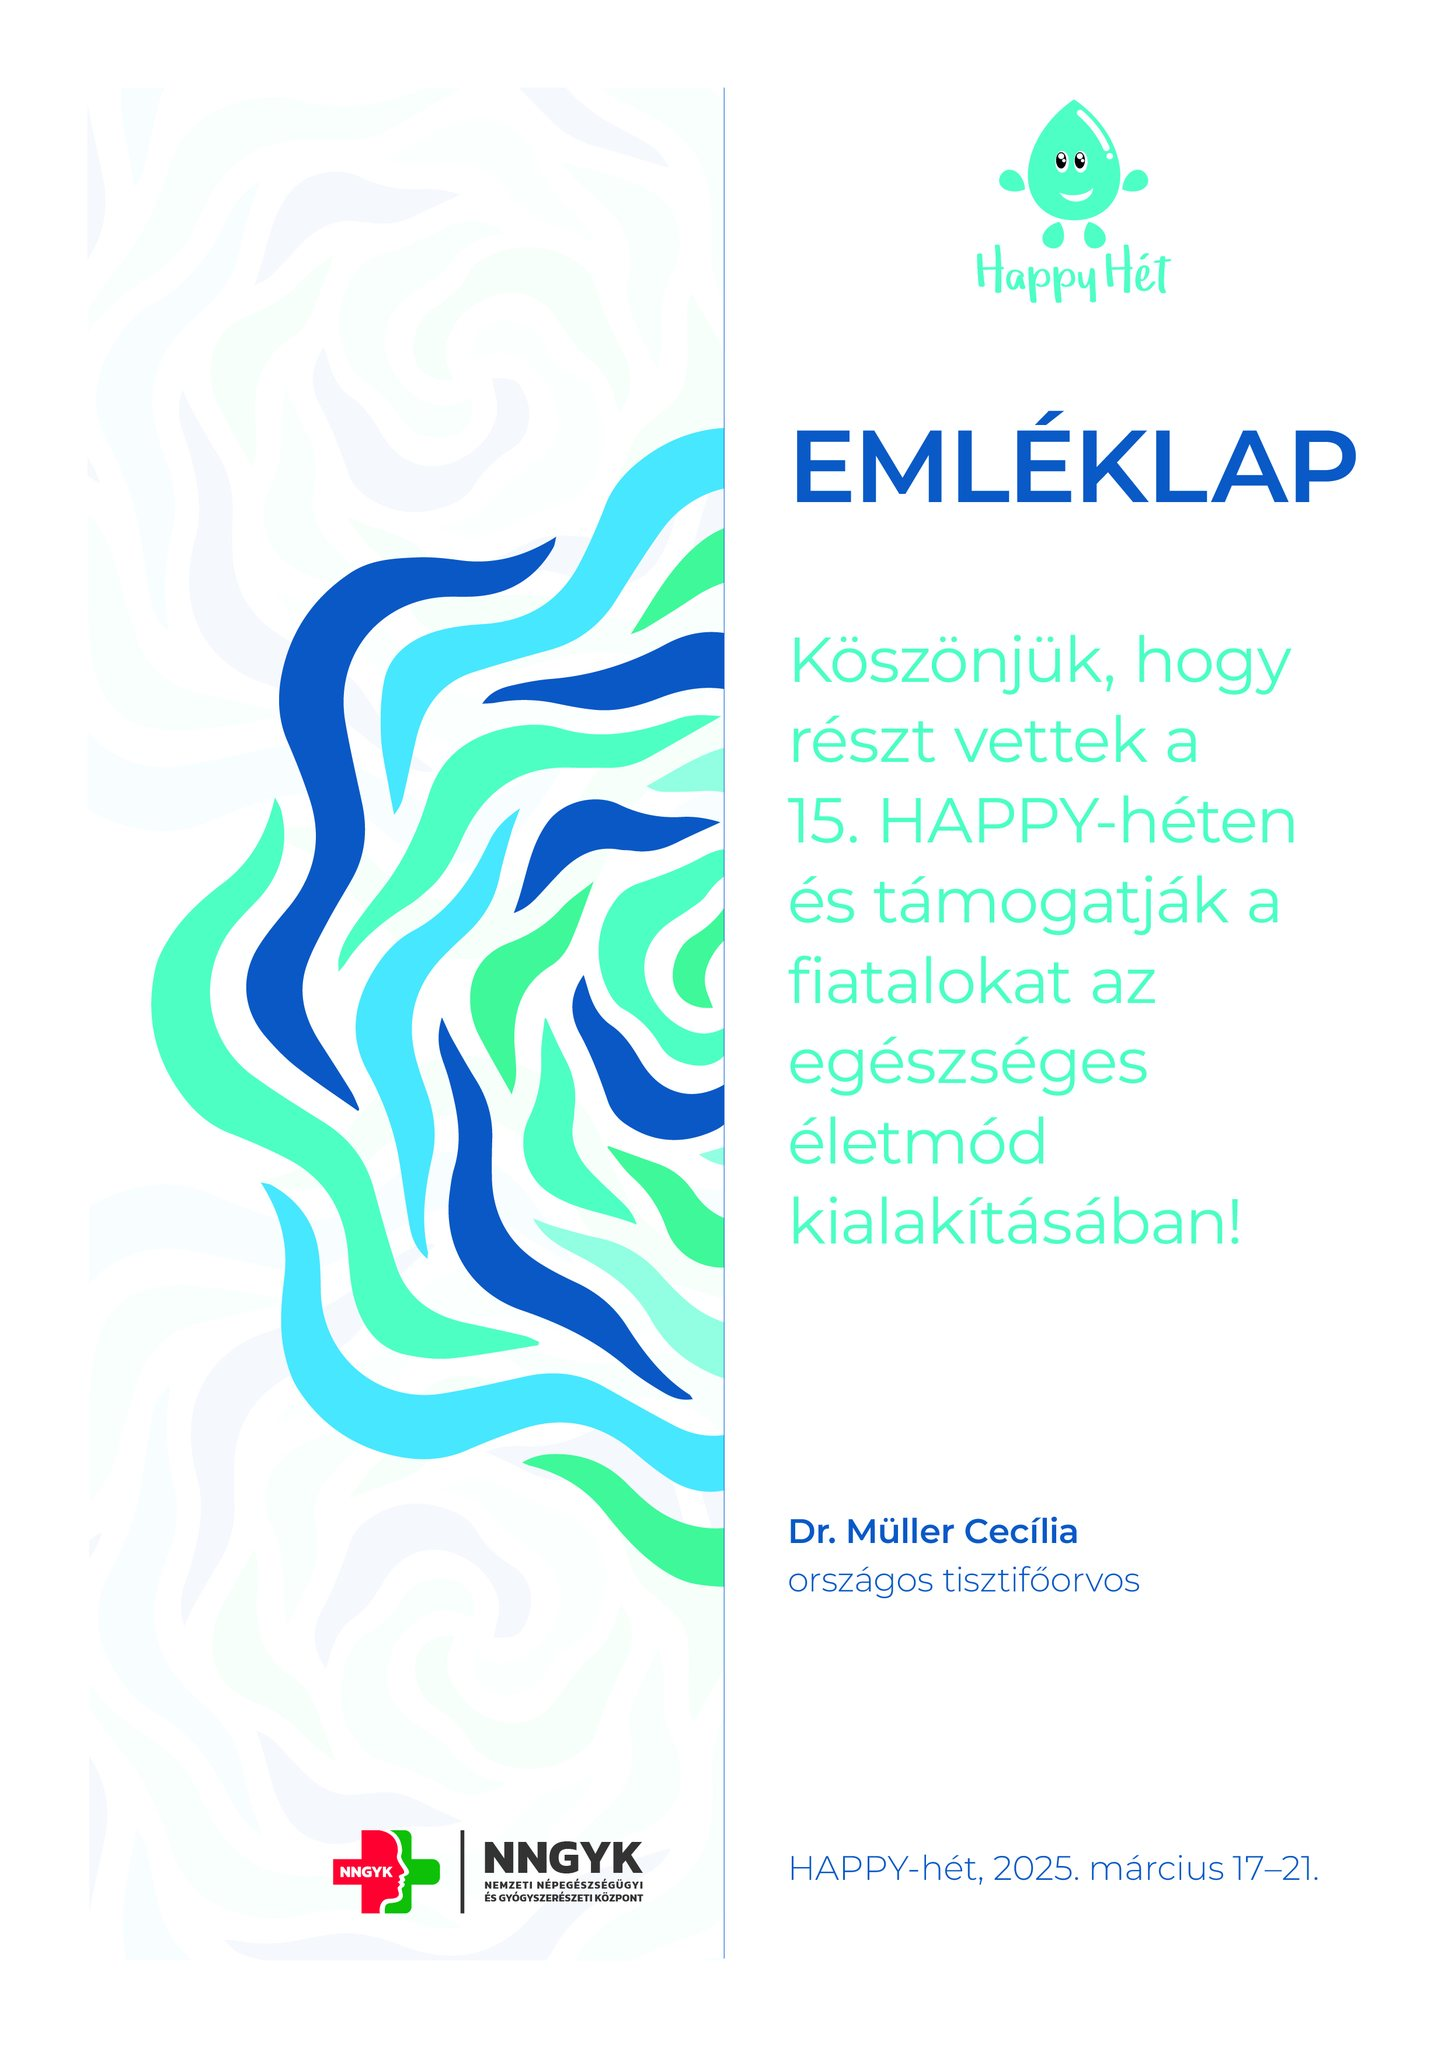 Happy Hét
EMLÉKLAP
Köszönjük, hogy
részt vettek a
15. HAPPY-héten
és támogatják a
fiatalokat az
egészséges
életmód
kialakításában!
Dr. Müller Cecília
országos tisztifőorvos
HAPPY-hét, 2025. március 17–21.
NNGYK
NNGYK
NEMZETI NÉPEGÉSZSÉGÜGYI
ÉS GYÓGYSZERÉSZETI KÖZPONT